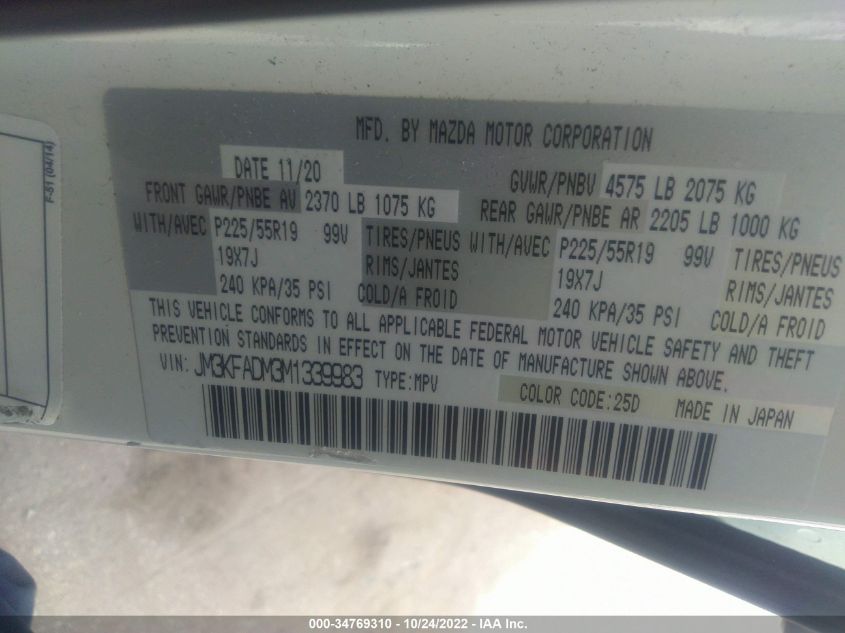 F-S1 (04/14)
MFD. BY MAZDA MOTOR CORPORATION
DATE 11/20
GVWR/PNBV 4575 LB 2075 KG
FRONT GAWR/PNBE AV 2370 LB 1075 KG
REAR GAWR/PNBE AR 2205 LB 1000 KG
WITH/AVEC P225/55R19 99V TIRES/PNEUS
19X7J RIMS/JANTES
240 KPA/35 PSI COLD/A FROID
WITH/AVEC P225/55R19 99V TIRES/PNEUS
19X7J RIMS/JANTES
240 KPA/35 PSI COLD/A FROID
THIS VEHICLE CONFORMS TO ALL APPLICABLE FEDERAL MOTOR VEHICLE SAFETY AND THEFT
PREVENTION STANDARDS IN EFFECT ON THE DATE OF MANUFACTURE SHOWN ABOVE.
VIN: JM3KFADM3M1339983 TYPE:MPV
COLOR CODE:25D MADE IN JAPAN
000-34769310 - 10/24/2022 - IAA Inc.